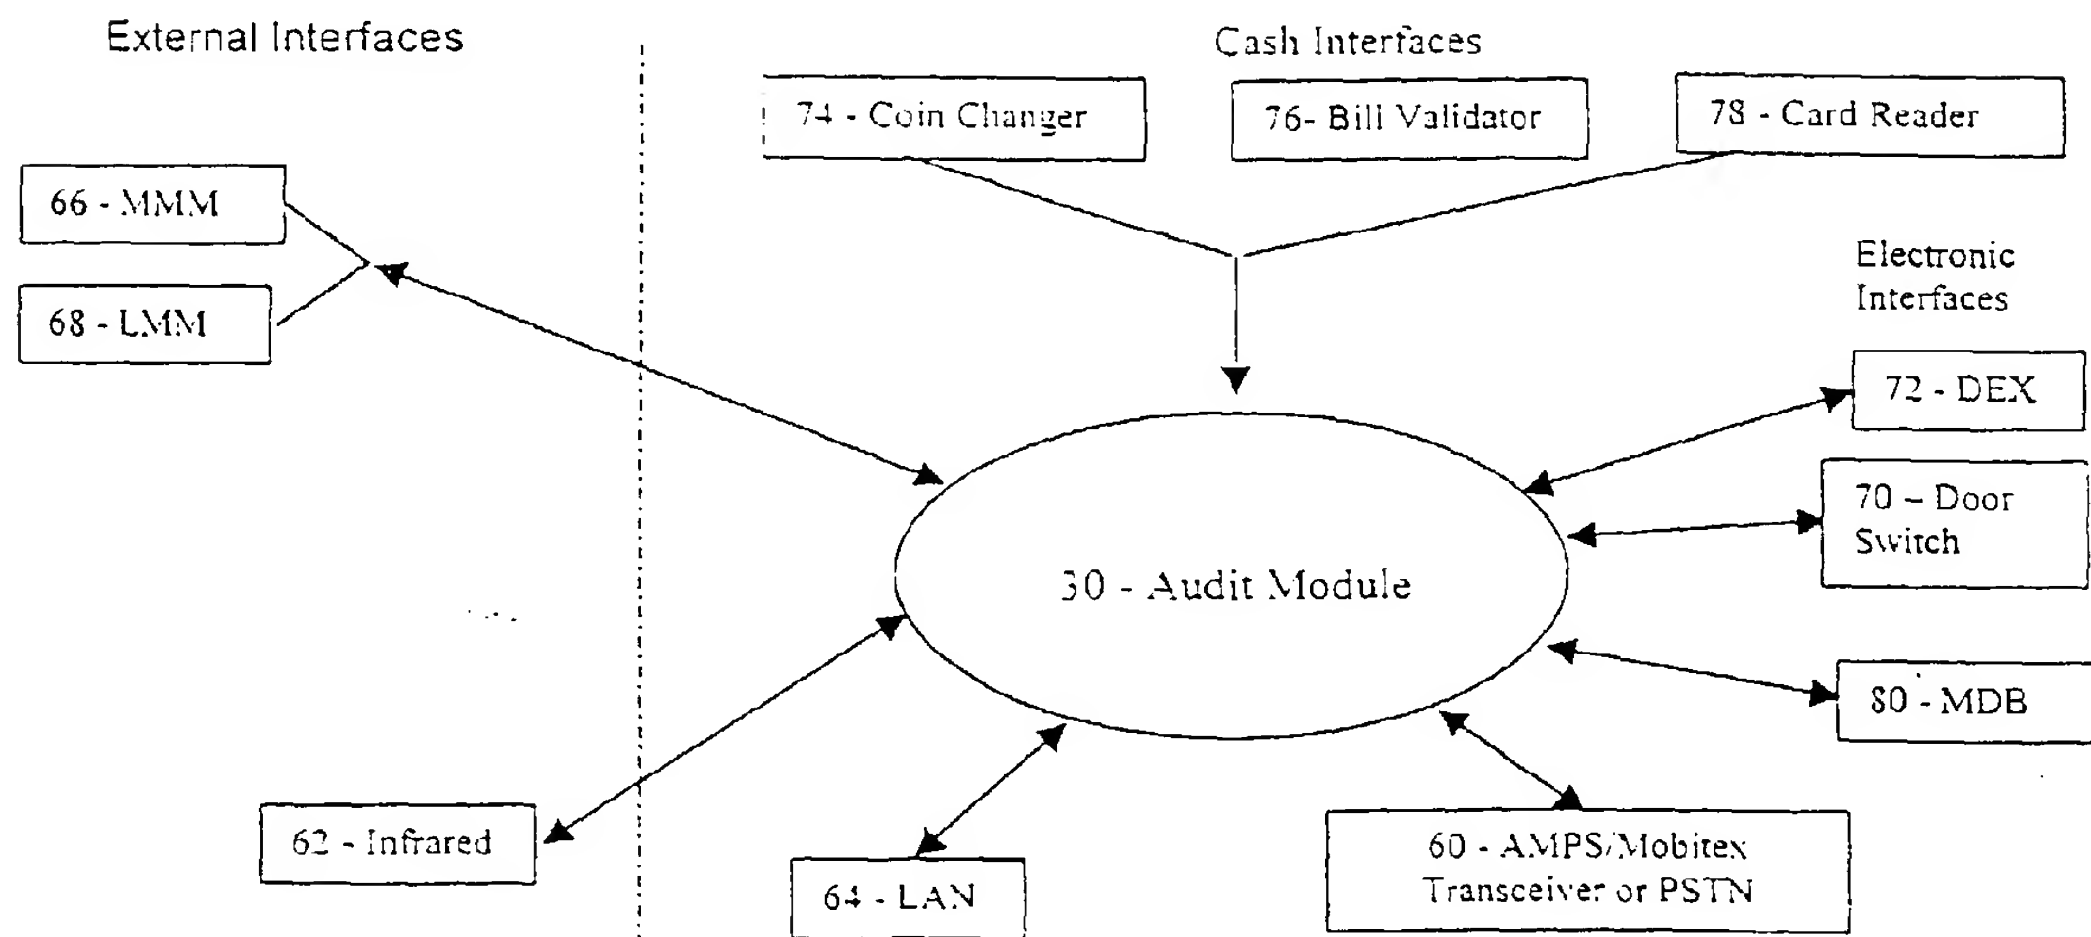 External Interfaces
Cash Interfaces
74 - Coin Changer
76- Bill Validator
78 - Card Reader
66 - MMM
68 - LMM
Electronic
Interfaces
72 - DEX
70 – Door
Switch
30 - Audit Module
80 - MDB
62 - Infrared
64 - LAN
60 - AMPS/Mobitex
Transceiver or PSTN